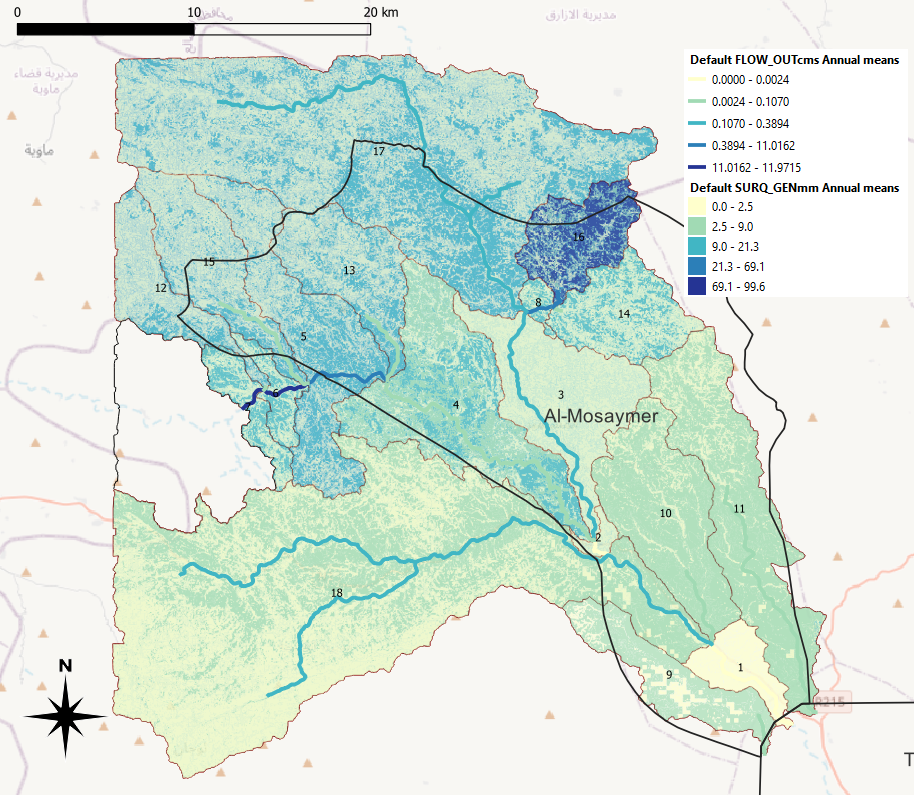 0 10 20 km
مديرية الازارق
مديرية قضاء
ماوية
ماوية
Default FLOW_OUTcms Annual means
0.0000 - 0.0024
0.0024 - 0.1070
0.1070 - 0.3894
0.3894 - 11.0162
11.0162 - 11.9715
Default SURQ_GENmm Annual means
0.0 - 2.5
2.5 - 9.0
9.0 - 21.3
21.3 - 69.1
69.1 - 99.6
17
16
15
13
12
8
14
5
6
7
3
4
Al-Mosaymer
10
11
2
18
1
9
N
T